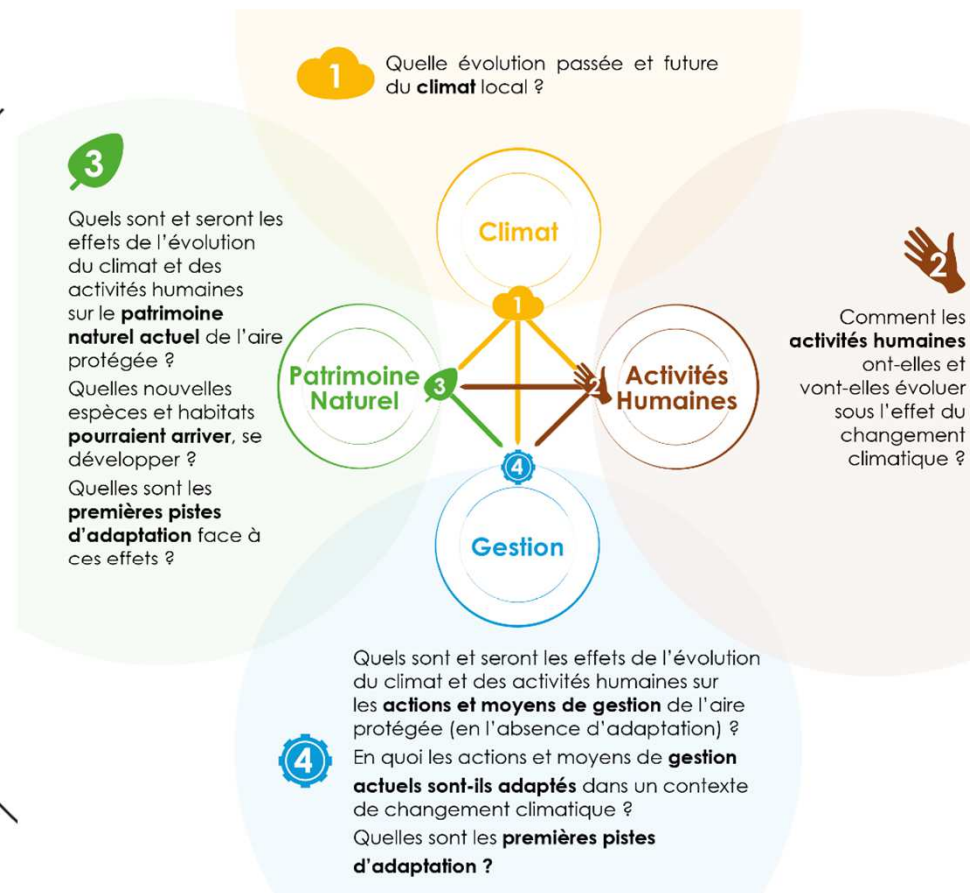 1
Quelle évolution passée et future
du climat local ?
3
Quels sont et seront les
effets de l'évolution
du climat et des
activités humaines
sur le patrimoine
naturel actuel de l'aire
protégée ?
Quelles nouvelles
espèces et habitats
pourraient arriver, se
développer ?
Quelles sont les
premières pistes
d'adaptation face à
ces effets ?
Climat
1
Patrimoine
Naturel
3
2
Activités
Humaines
4
Gestion
2
Comment les
activités humaines
ont-elles et
vont-elles évoluer
sous l'effet du
changement
climatique ?
4
Quels sont et seront les effets de l'évolution
du climat et des activités humaines sur
les actions et moyens de gestion de l'aire
protégée (en l'absence d'adaptation) ?
En quoi les actions et moyens de gestion
actuels sont-ils adaptés dans un contexte
de changement climatique ?
Quelles sont les premières pistes
d'adaptation ?